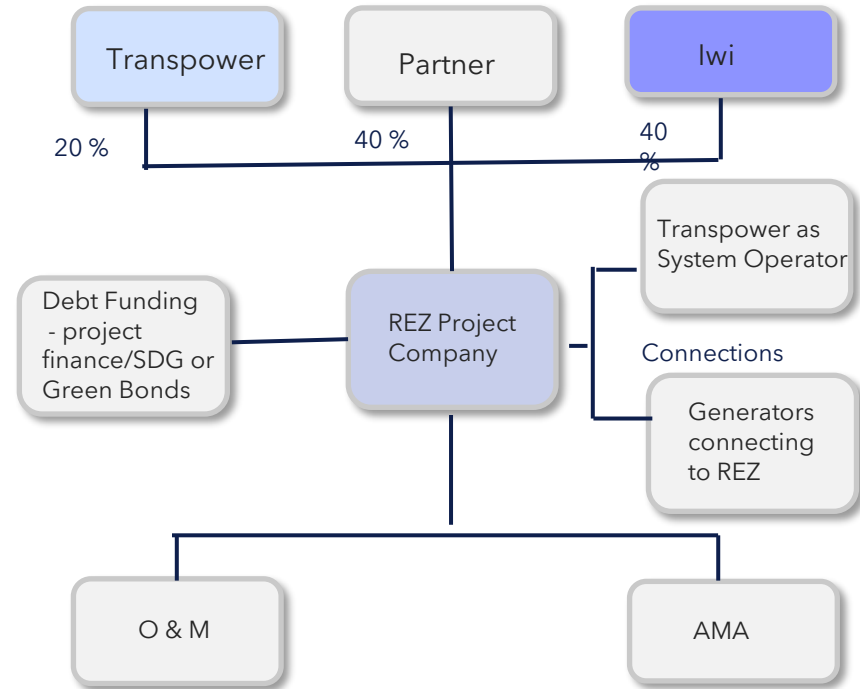 Transpower
Partner
Iwi
20 %
40 %
40
%
Transpower as
System Operator
Debt Funding
- project
finance/SDG or
Green Bonds
REZ Project
Company
Connections
Generators
connecting
to REZ
O & M
AMA